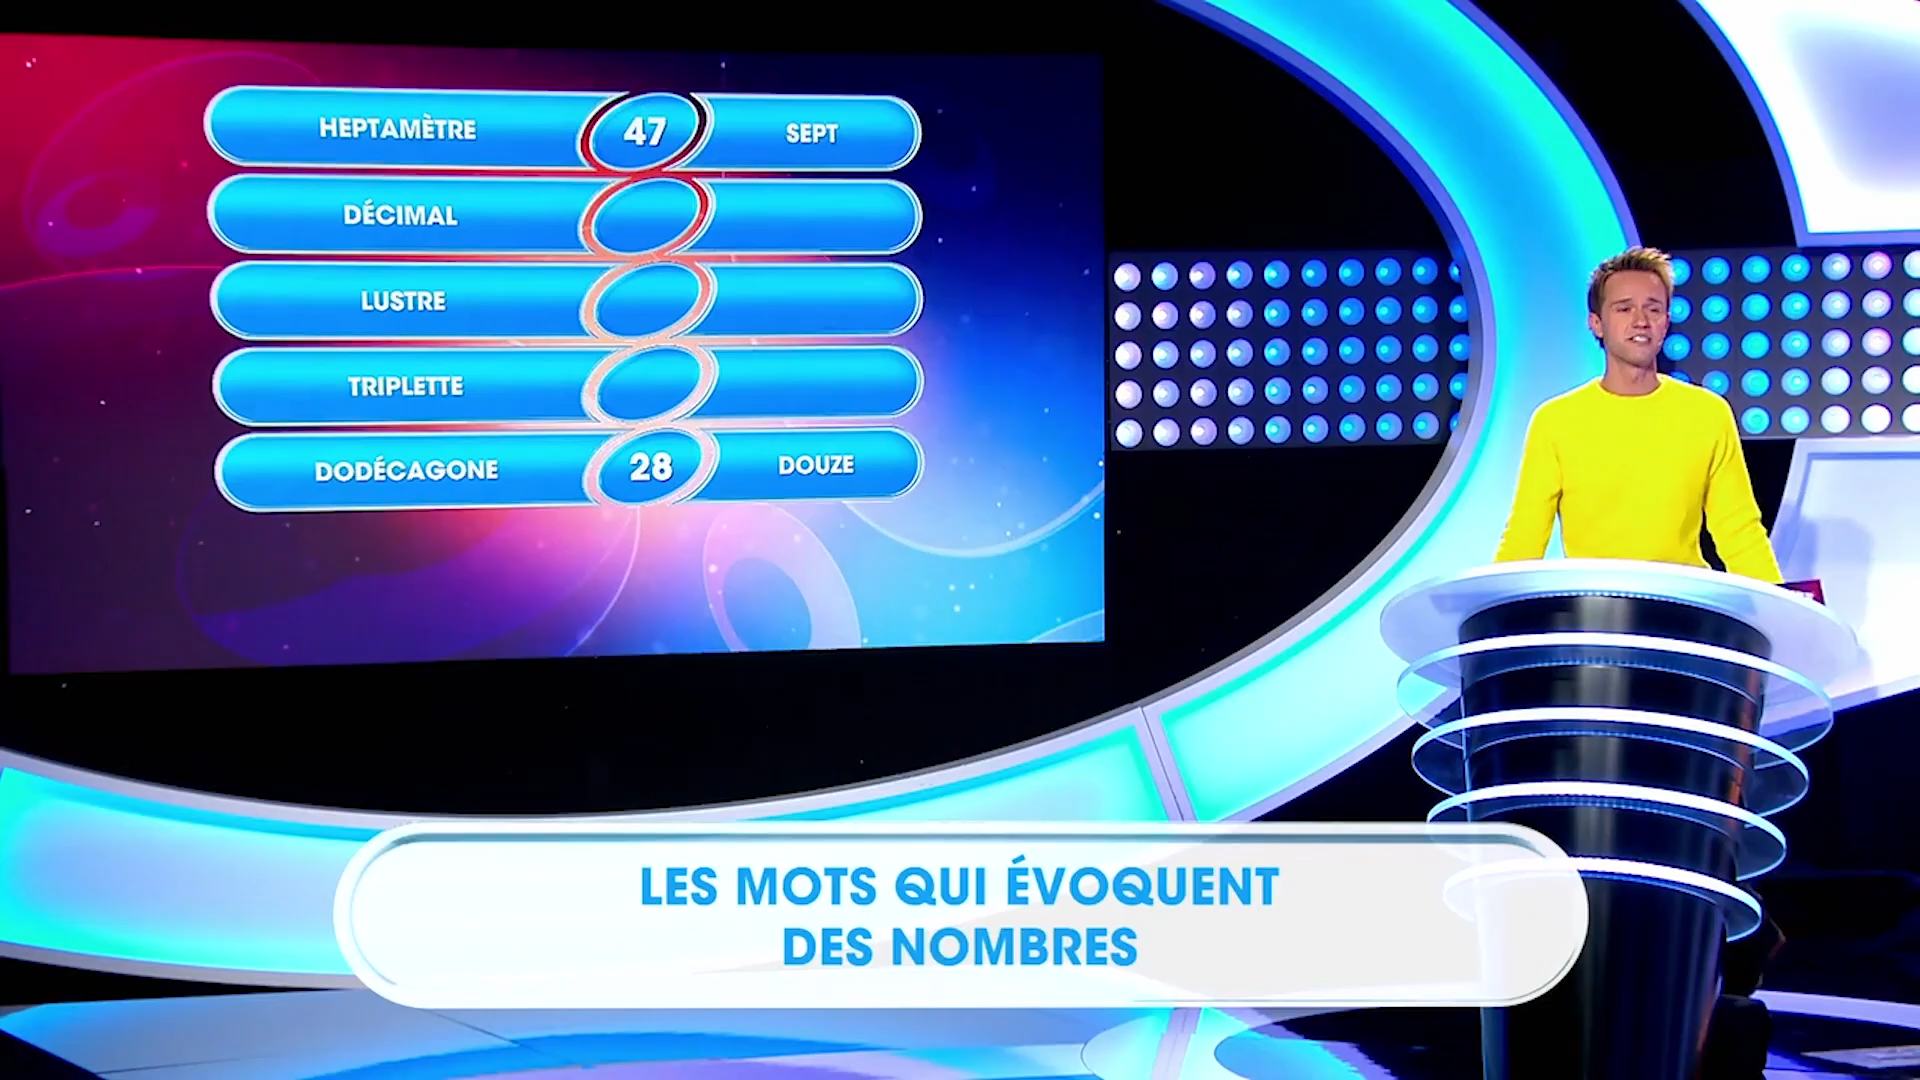 HEPTAMÈTRE 47 SEPT
DÉCIMAL
LUSTRE
TRIPLETTE
DODÉCAGONE 28 DOUZE
LES MOTS QUI ÉVOQUENT
DES NOMBRES